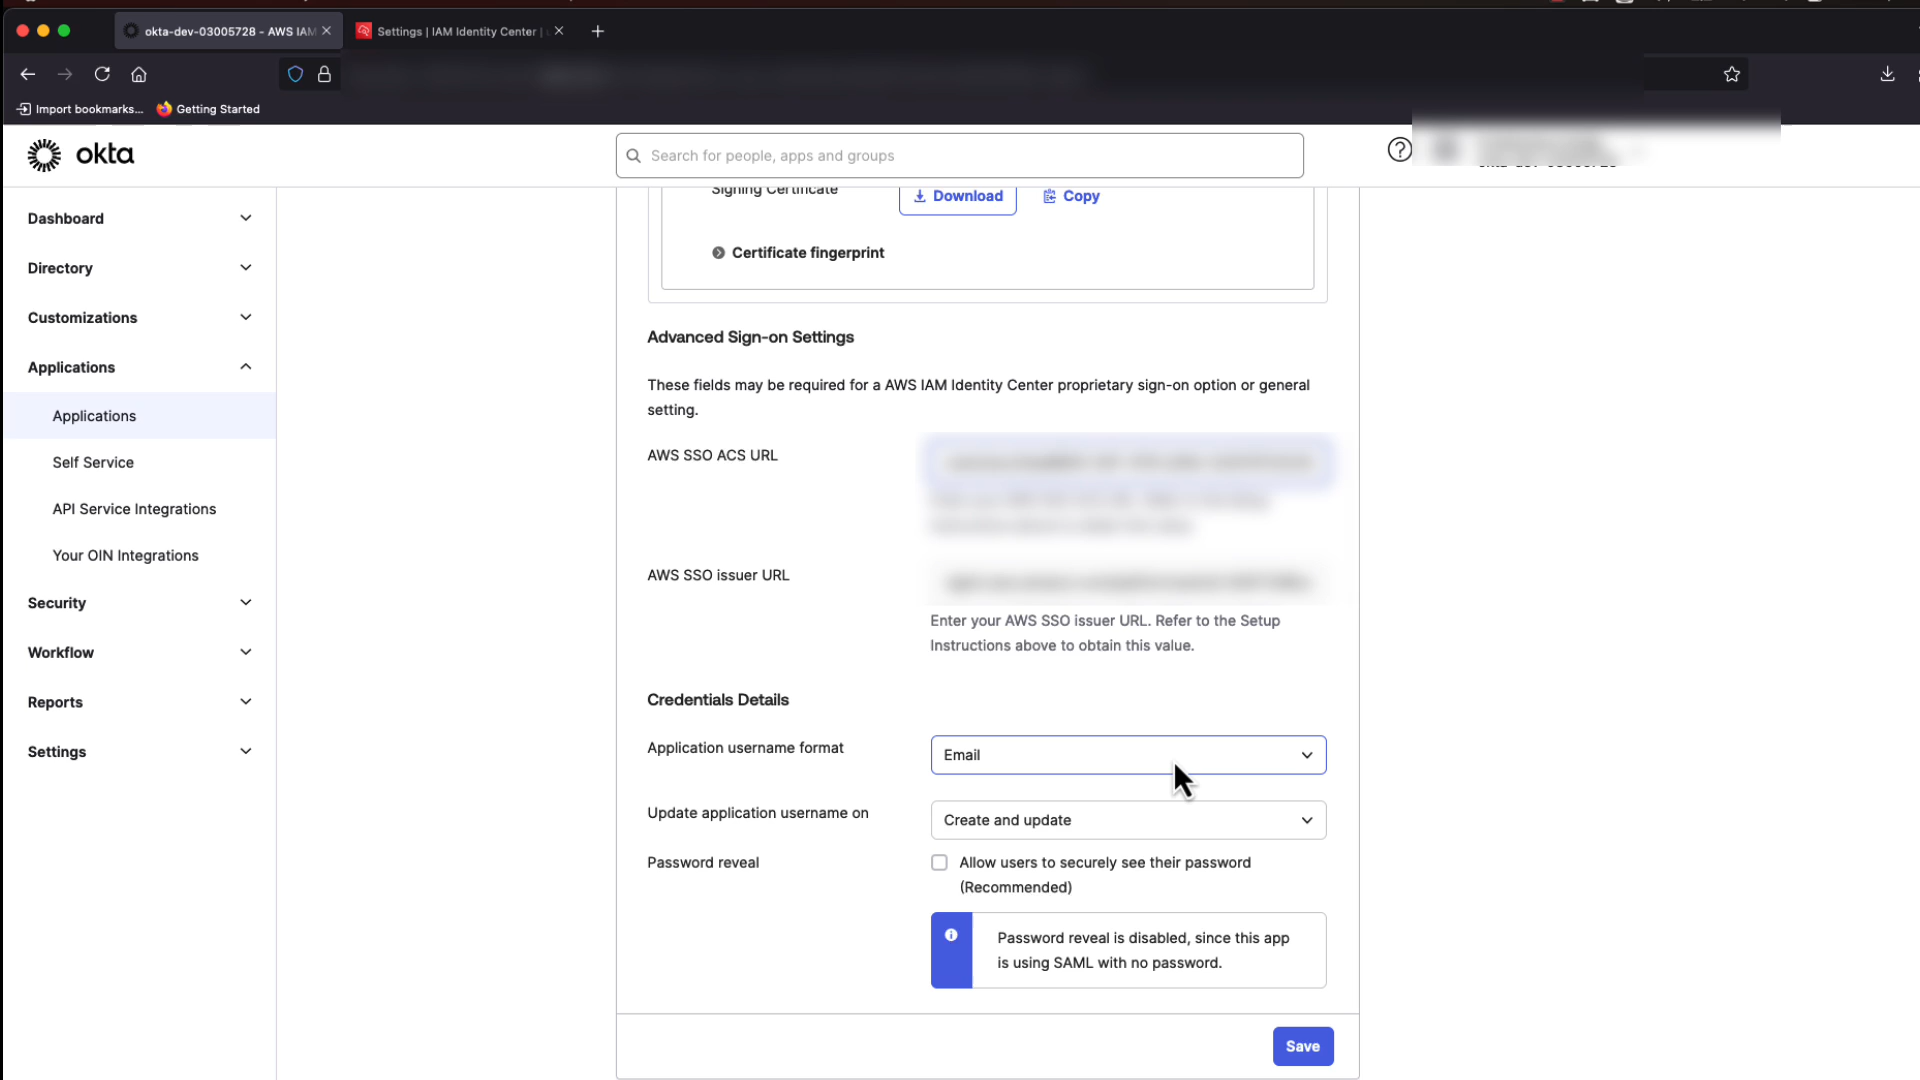 okta-dev-03005728 - AWS IAM
Settings | IAM Identity Center |
Import bookmarks...
Getting Started
okta
Search for people, apps and groups
Dashboard
Directory
Customizations
Applications
Applications
Self Service
API Service Integrations
Your OIN Integrations
Security
Workflow
Reports
Settings
Signing Certificate
Download
Copy
Certificate fingerprint
Advanced Sign-on Settings
These fields may be required for a AWS IAM Identity Center proprietary sign-on option or general
setting.
AWS SSO ACS URL
AWS SSO issuer URL
Enter your AWS SSO issuer URL. Refer to the Setup
Instructions above to obtain this value.
Credentials Details
Application username format
Email
Update application username on
Create and update
Password reveal
Allow users to securely see their password
(Recommended)
Password reveal is disabled, since this app
is using SAML with no password.
Save